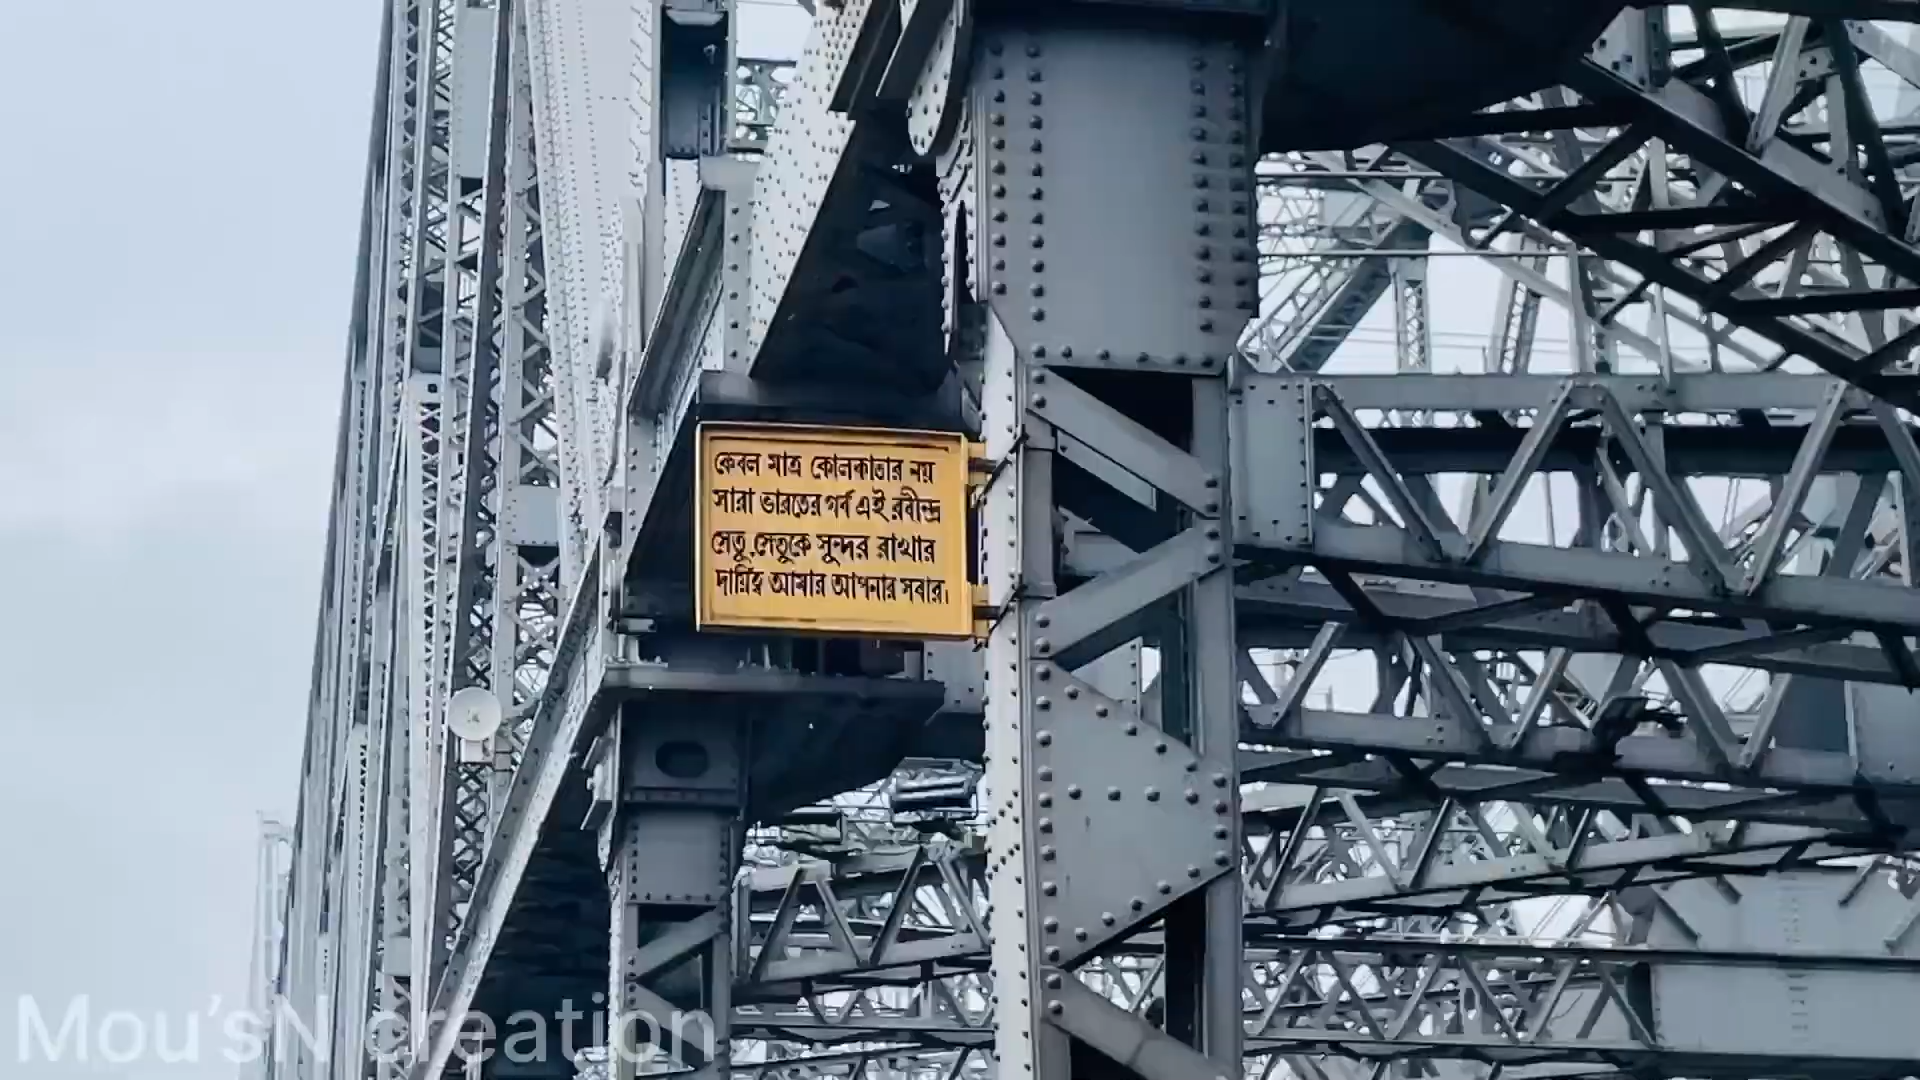 কেবল মাত্র কোলকাতার নয়
সারা ভারতের গর্ব এই রবীন্দ্র
সেতু, সেতুকে সুন্দর রাখার
দায়িত্ব আমার আপনার সবার।
Mou'sN creation